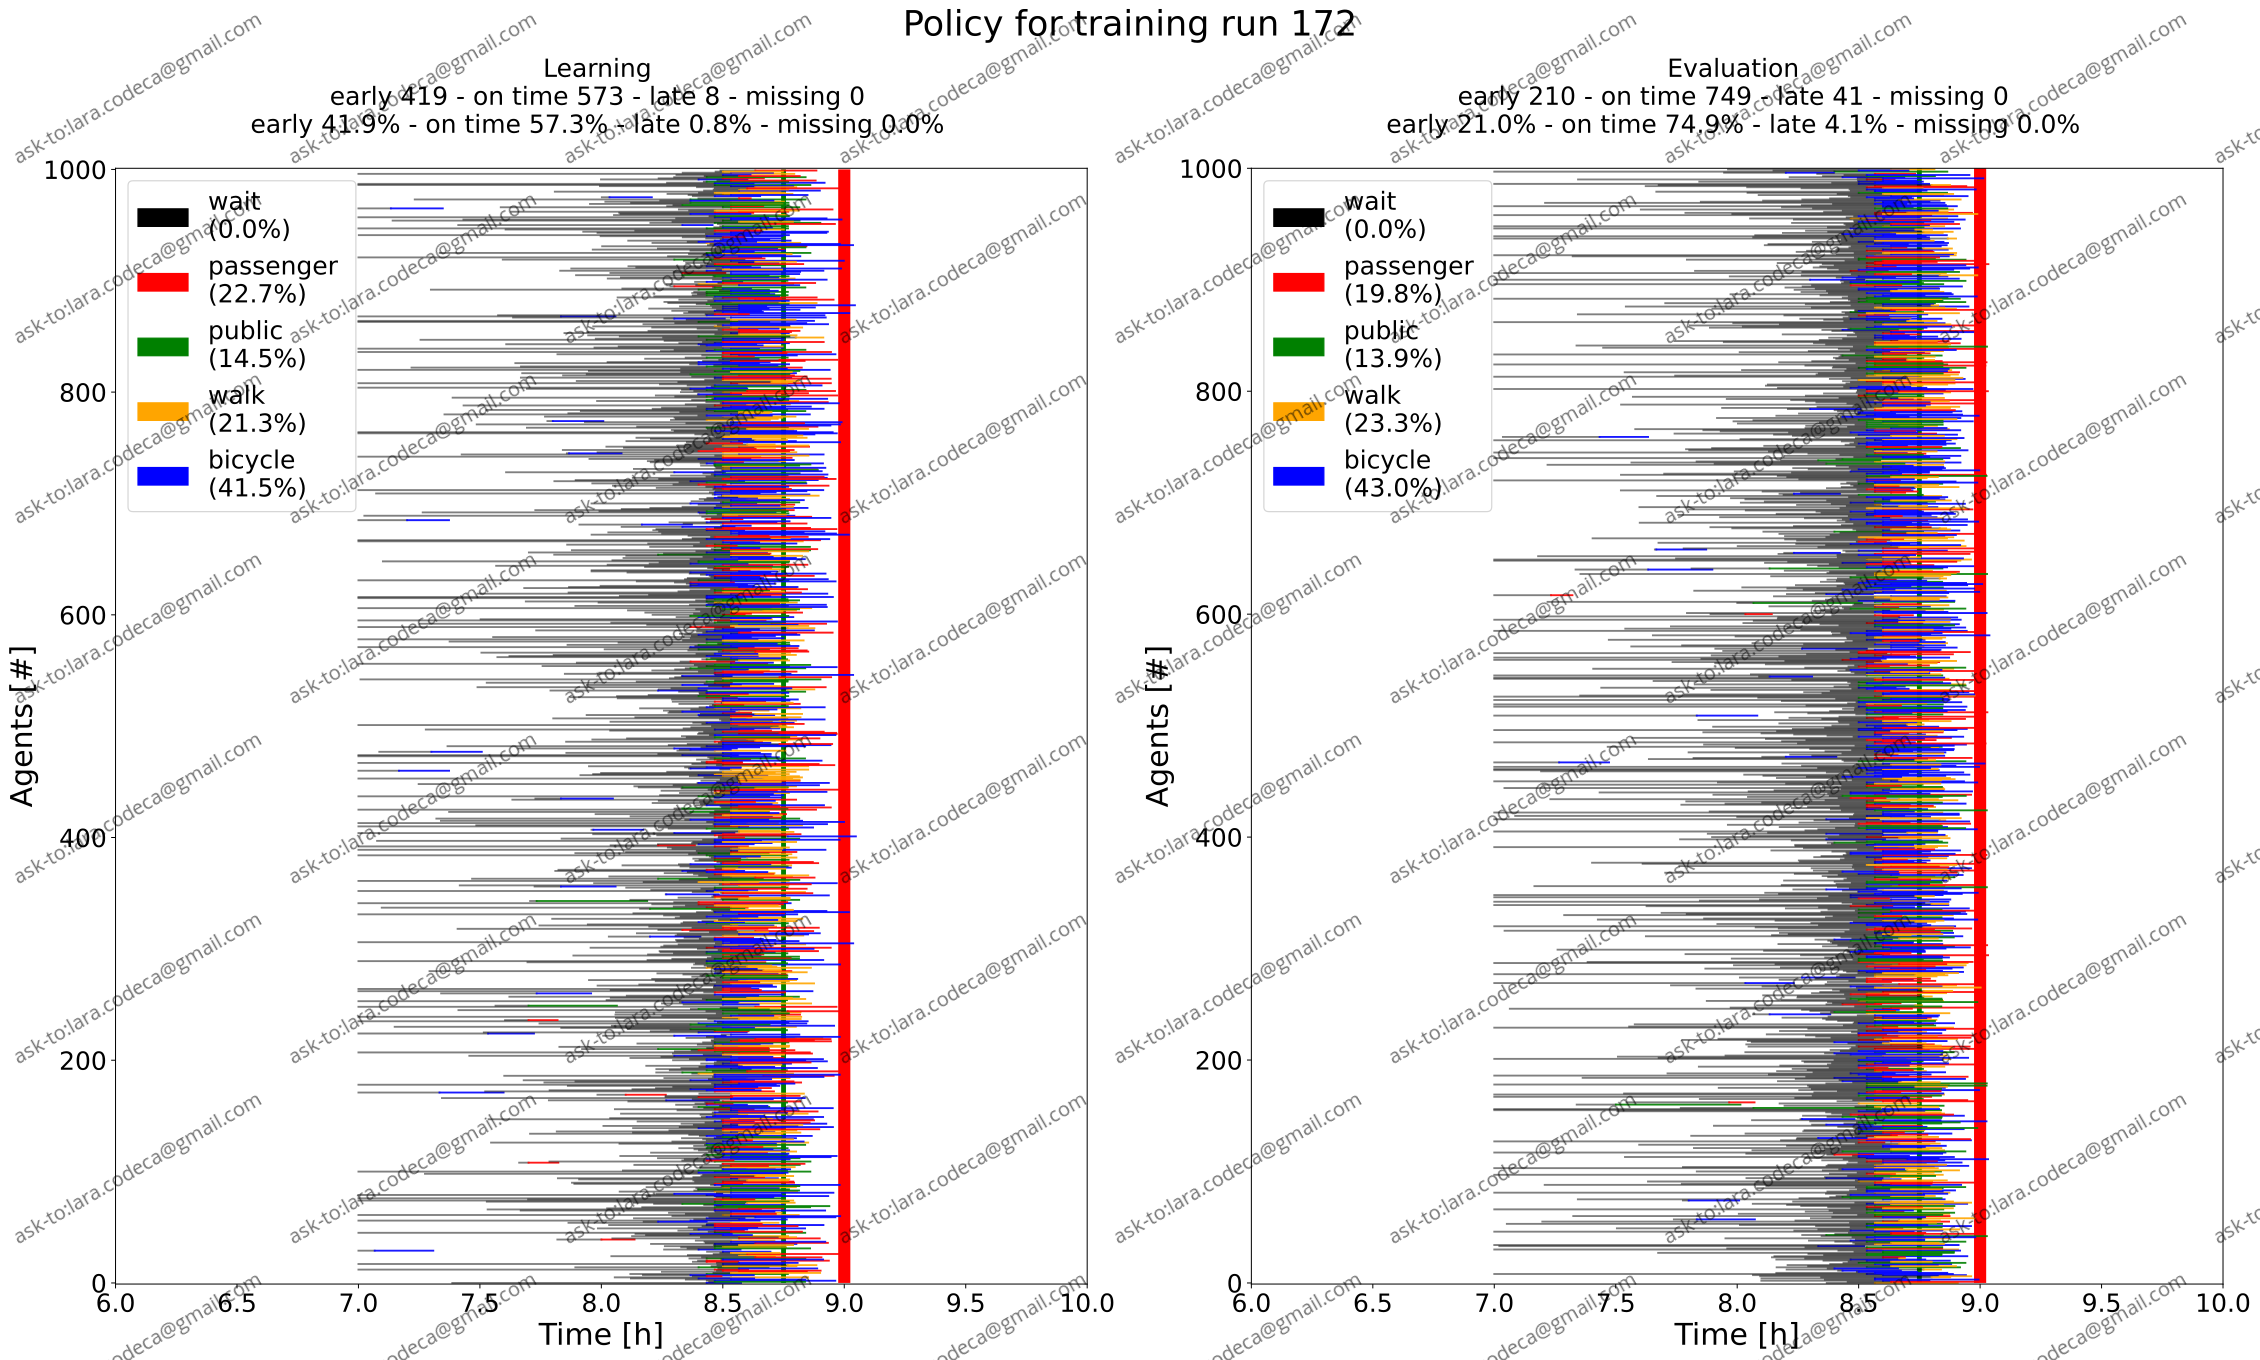 Policy for training run 172
Learning
early 419 - on time 573 - late 8 - missing 0
early 41.9% - on time 57.3% - late 0.8% - missing 0.0%
1000
800
600
400
200
0
Agents [#]
wait
(0.0%)
passenger
(22.7%)
public
(14.5%)
walk
(21.3%)
bicycle
(41.5%)
6.0 6.5 7.0 7.5 8.0 8.5 9.0 9.5 10.0
Time [h]
Evaluation
early 210 - on time 749 - late 41 - missing 0
early 21.0% - on time 74.9% - late 4.1% - missing 0.0%
1000
800
600
400
200
0
Agents [#]
wait
(0.0%)
passenger
(19.8%)
public
(13.9%)
walk
(23.3%)
bicycle
(43.0%)
6.0 6.5 7.0 7.5 8.0 8.5 9.0 9.5 10.0
Time [h]
ask-to:lara.codeca@gmail.com